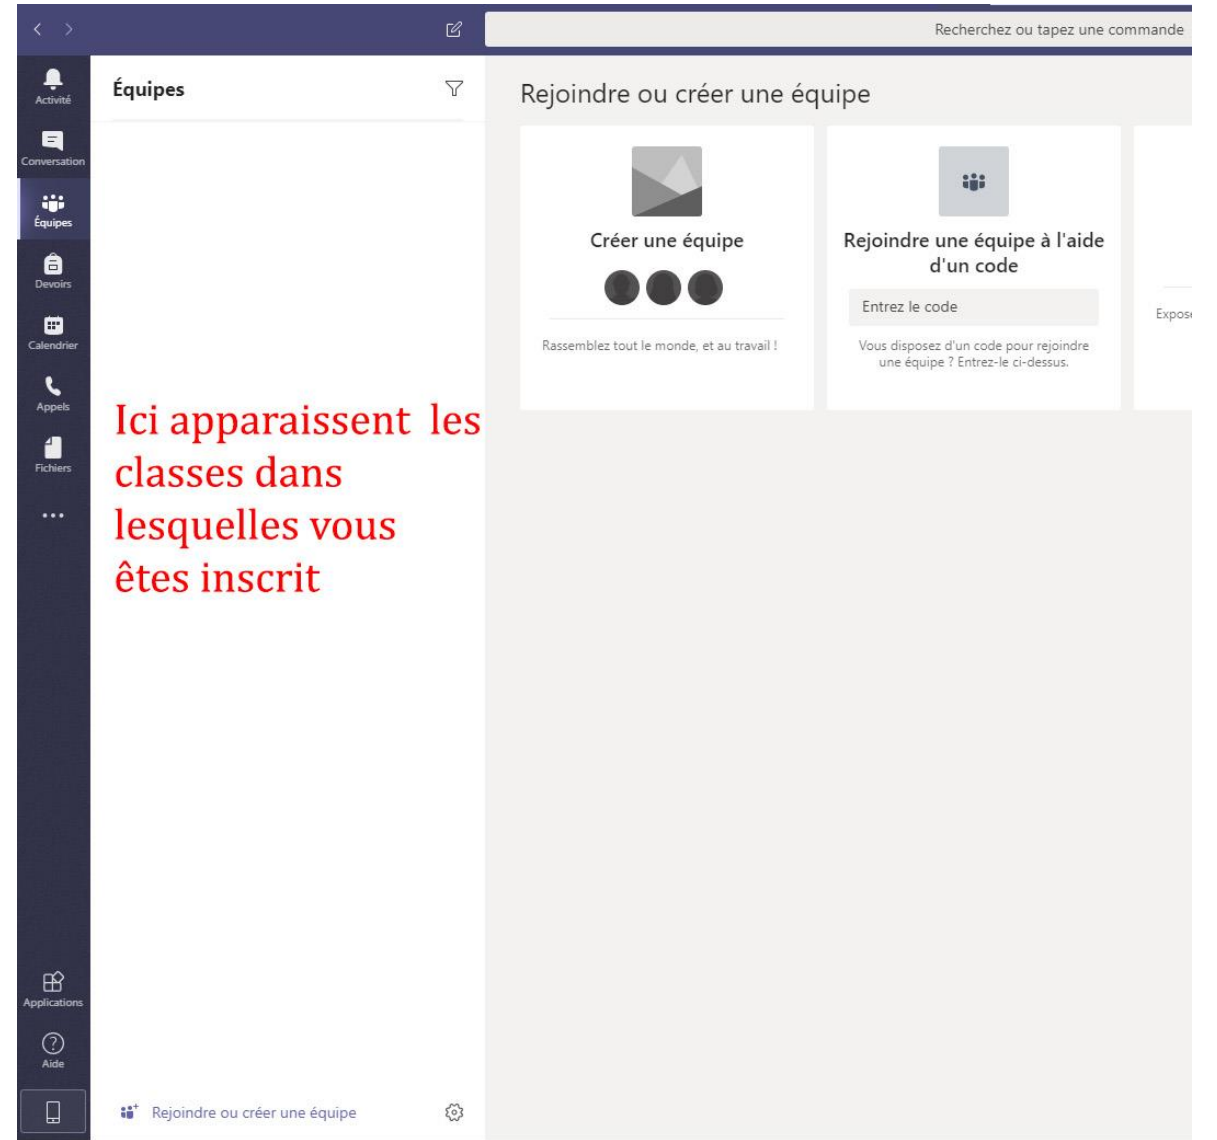 Recherchez ou tapez une commande
Activité
Conversation
Équipes
Devoirs
Calendrier
Appels
Fichiers
Applications
Aide
Équipes
Ici apparaissent les
classes dans
lesquelles vous
êtes inscrit
Rejoindre ou créer une équipe
Rejoindre ou créer une équipe
Créer une équipe
Rassemblez tout le monde, et au travail !
Rejoindre une équipe à l'aide
d'un code
Entrez le code
Vous disposez d'un code pour rejoindre
une équipe ? Entrez-le ci-dessus.